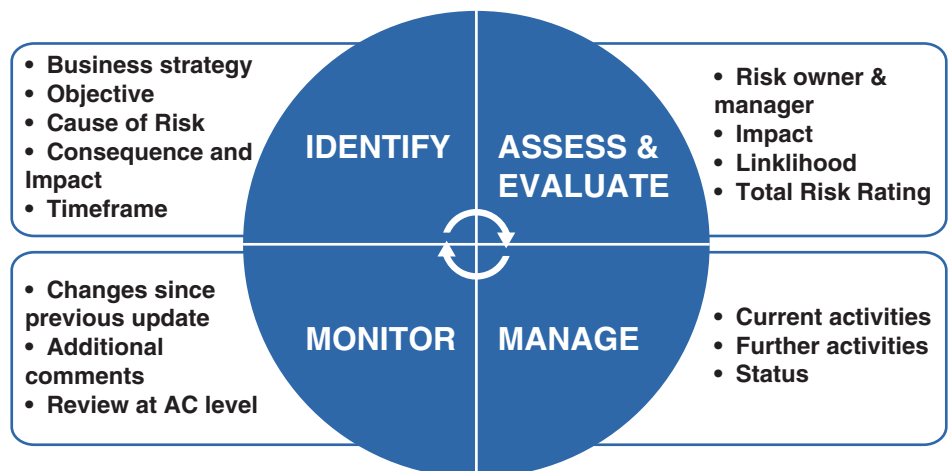 • Business strategy
• Objective
• Cause of Risk
• Consequence and
Impact
• Timeframe
IDENTIFY
ASSESS &
EVALUATE
• Risk owner &
manager
• Impact
• Linklihood
• Total Risk Rating
• Changes since
previous update
• Additional
comments
• Review at AC level
MONITOR
MANAGE
• Current activities
• Further activities
• Status